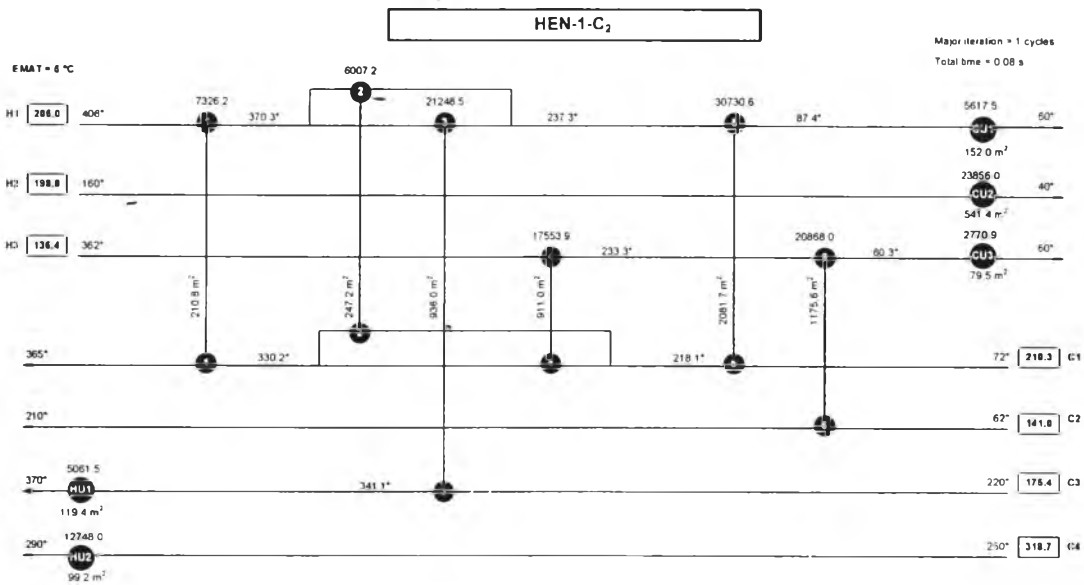 HEN-1-C₂
Major iteration = 1 cycles
Total time = 0.08 s
EMAT = 5 °C
6007.2
2
7326.2
21248.5
30730.6
5617.5
H1 205.0 406°
370.3°
237.3°
87.4°
CU1
60°
152.0 m²
23856.0
H2 198.8 160°
CU2
40°
541.4 m²
17553.9
20868.0
2770.9
H3 136.4 362°
233.3°
80.3°
CU3
60°
79.5 m²
210.8 m²
247.2 m²
936.0 m²
911.0 m²
2081.7 m²
1175.6 m²
365°
330.2°
218.1°
72° 210.3 C1
210°
62° 141.0 C2
5061.5
370°
HU1
341.1°
220° 175.4 C3
119.4 m²
12748.0
290°
HU2
250° 318.7 C4
99.2 m²